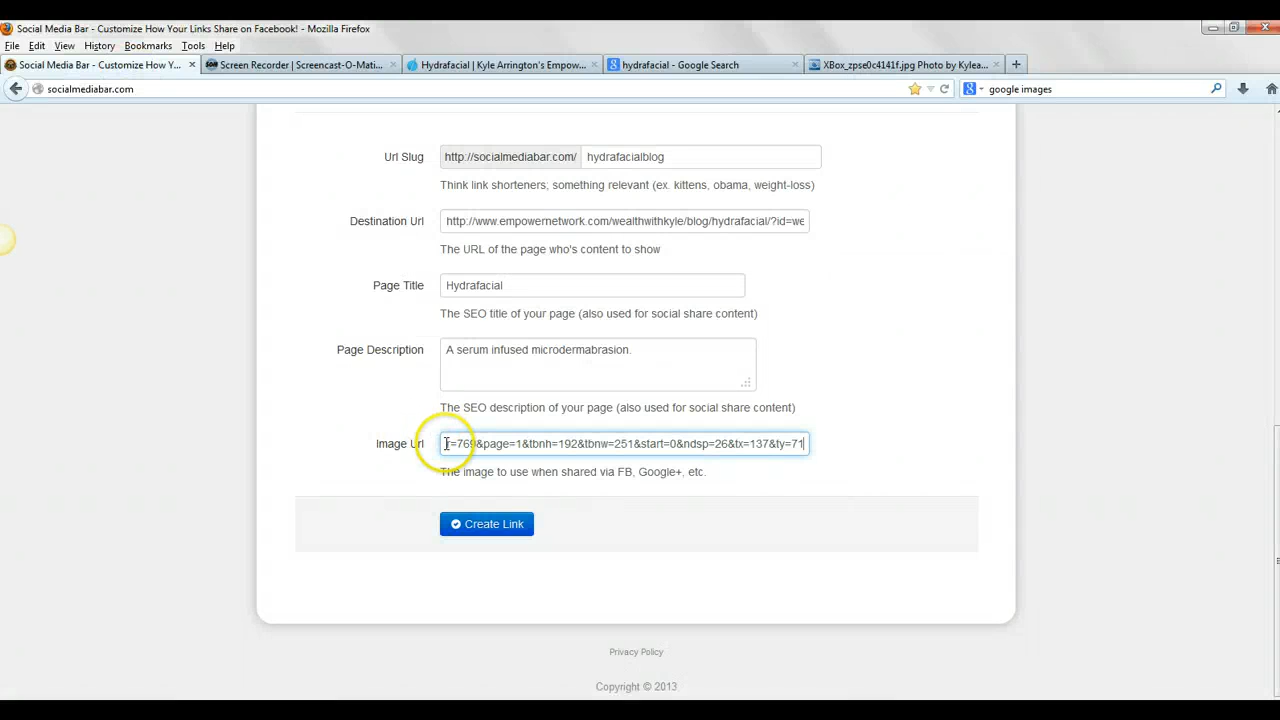 Social Media Bar - Customize How Your Links Share on Facebook! - Mozilla Firefox
File Edit View History Bookmarks Tools Help
Social Media Bar - Customize How Y... Screen Recorder | Screencast-O-Mati... Hydrafacial | Kyle Arrington's Empow... hydrafacial - Google Search XBox_zpse0c4141f.jpg Photo by Kylea...
socialmediabar.com google images
Url Slug http://socialmediabar.com/ hydrafacialblog
Think link shorteners; something relevant (ex. kittens, obama, weight-loss)
Destination Url http://www.empowernetwork.com/wealthwithkyle/blog/hydrafacial/?id=we
The URL of the page who's content to show
Page Title Hydrafacial
The SEO title of your page (also used for social share content)
Page Description A serum infused microdermabrasion.
The SEO description of your page (also used for social share content)
Image Url r=769&page=1&tbnh=192&tbnw=251&start=0&ndsp=26&tx=137&ty=71
The image to use when shared via FB, Google+, etc.
Create Link
Privacy Policy
Copyright © 2013